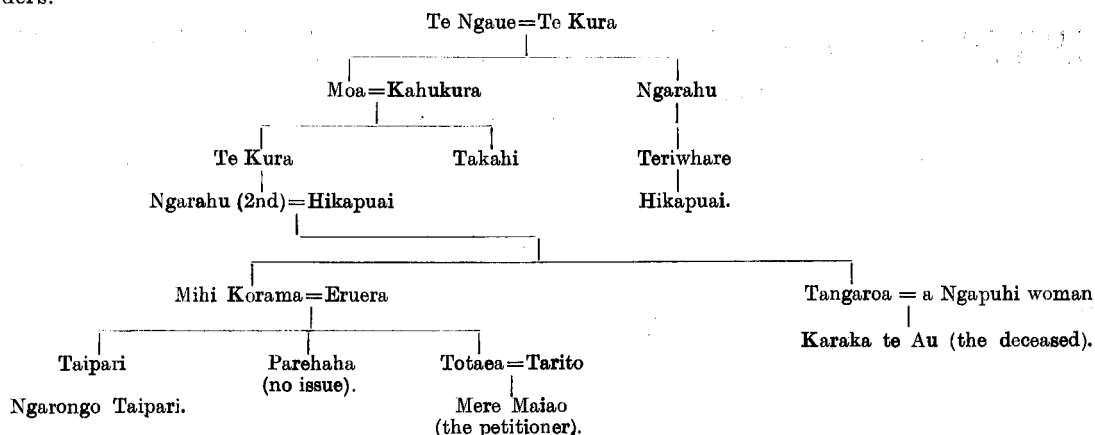 ders.
Te Ngaue=Te Kura
Moa=Kahukura Ngarahu
Te Kura Takahi Teriwhare
Ngarahu (2nd)=Hikapuai Hikapuai.
Mihi Korama=Eruera Tangaroa = a Ngapuhi woman
Karaka te Au (the deceased).
Taipari Parehaha Totaea=Tarito
(no issue).
Ngarongo Taipari. Mere Maiao
(the petitioner).